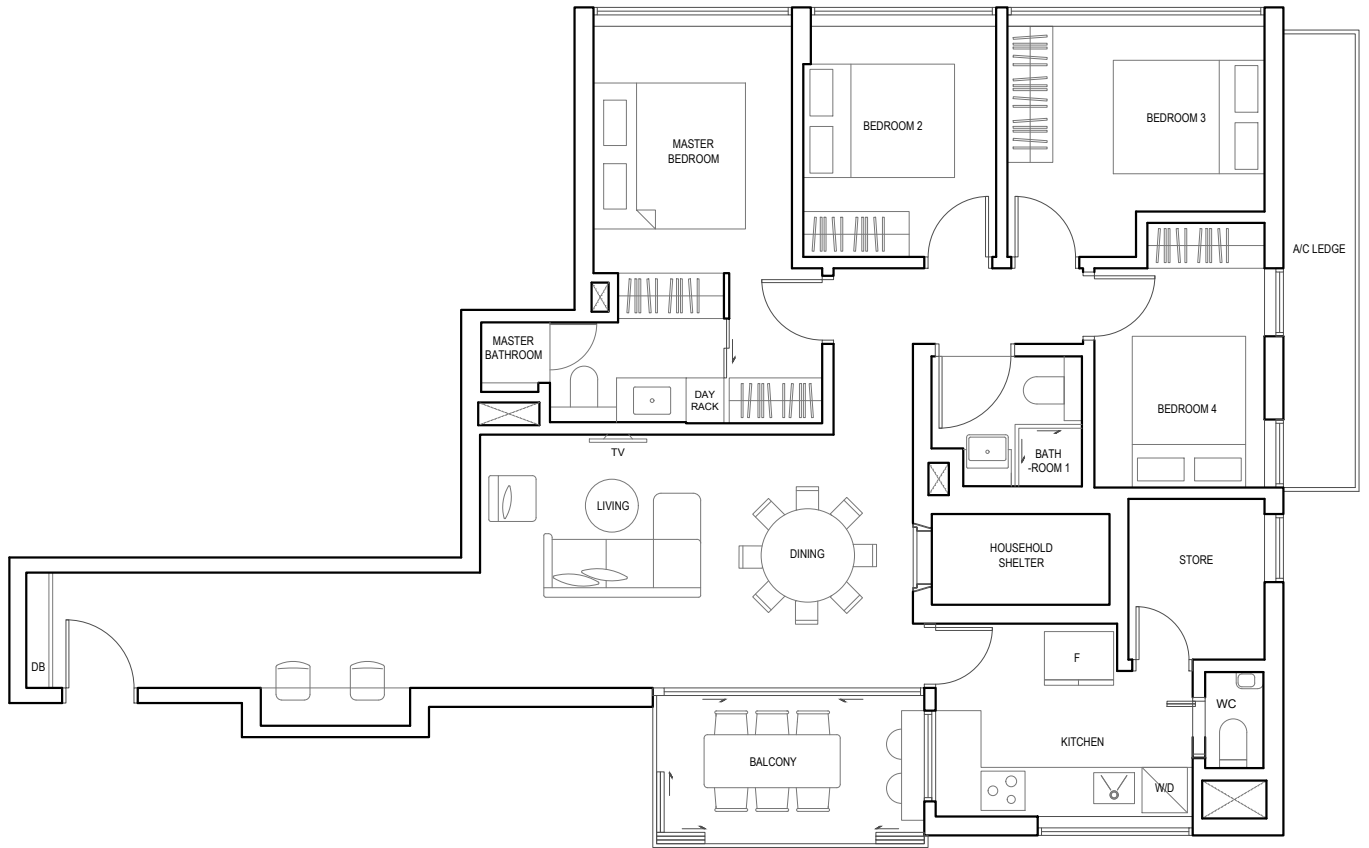 MASTER
BEDROOM
BEDROOM 2
BEDROOM 3
A/C LEDGE
MASTER
BATHROOM
DAY
RACK
BEDROOM 4
TV
BATH
-ROOM 1
LIVING
DINING
HOUSEHOLD
SHELTER
STORE
DB
F
WC
KITCHEN
BALCONY
W/D